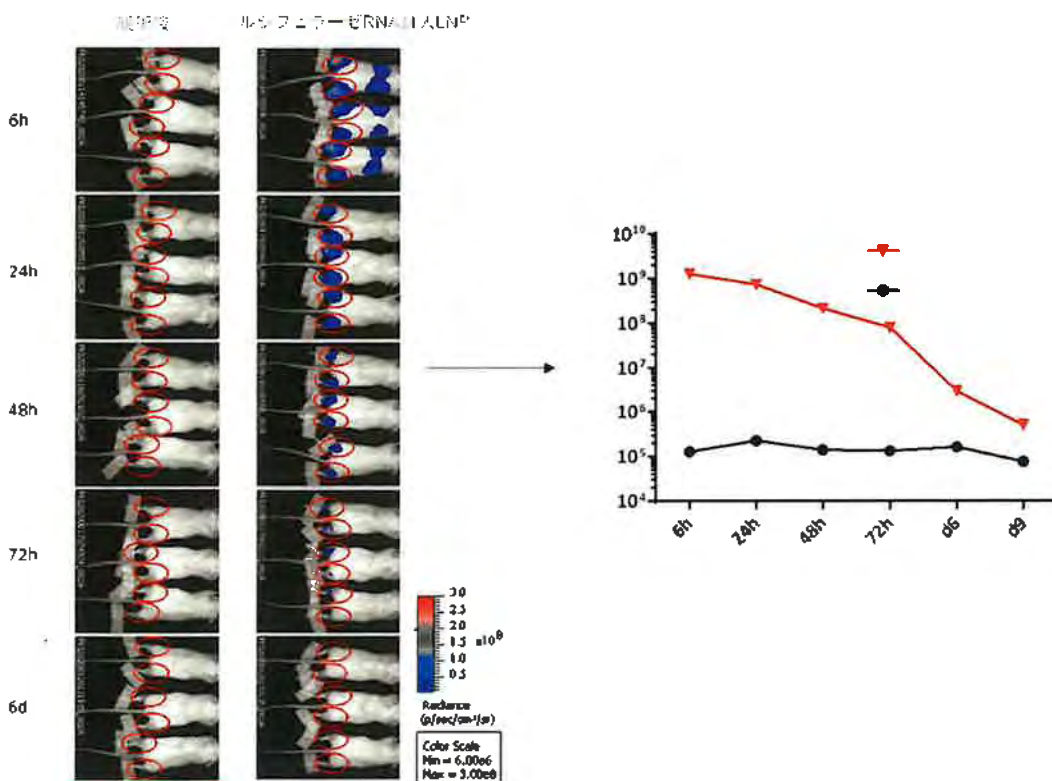 ルシフェラーゼRNA封入LNP
6h
24h
48h
72h
6d
3.0
2.5
2.0
1.5
1.0
0.5
Radiance
(p/sec/cm²/sr)
Color Scale
Min = 6.00e6
Max = 3.00e8
10¹⁰
10⁹
10⁸
10⁷
10⁶
10⁵
10⁴
6h
24h
48h
72h
d6
d9